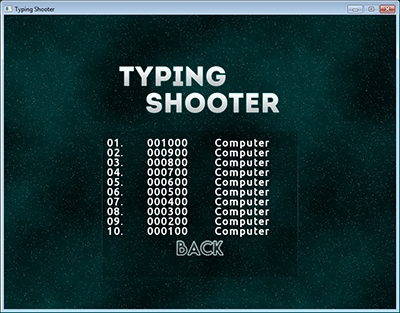 Typing Shooter
TYPING
SHOOTER
01. 001000 Computer
02. 000900 Computer
03. 000800 Computer
04. 000700 Computer
05. 000600 Computer
06. 000500 Computer
07. 000400 Computer
08. 000300 Computer
09. 000200 Computer
10. 000100 Computer
BACK